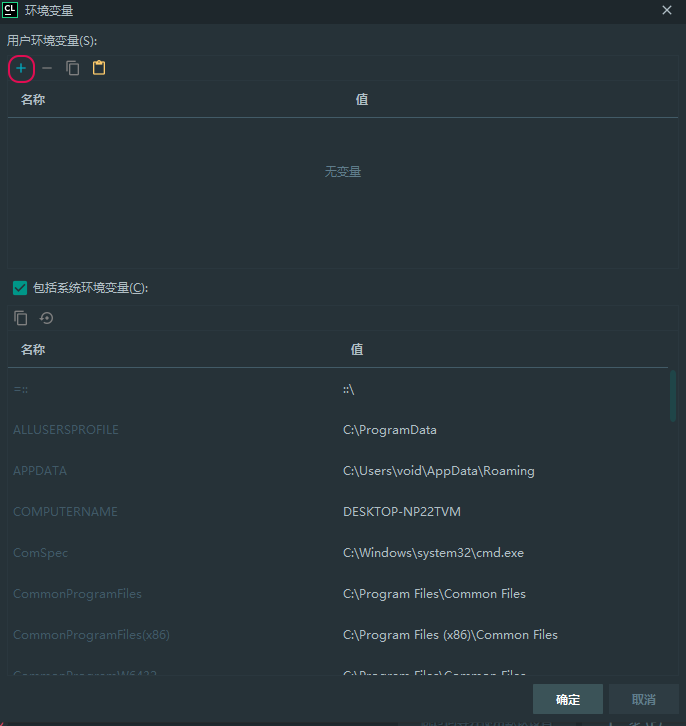 CL 环境变量
用户环境变量(S):
名称 值
无变量
包括系统环境变量(C):
名称 值
=:: ::\
ALLUSERSPROFILE C:\ProgramData
APPDATA C:\Users\void\AppData\Roaming
COMPUTERNAME DESKTOP-NP22TVM
ComSpec C:\Windows\system32\cmd.exe
CommonProgramFiles C:\Program Files\Common Files
CommonProgramFiles(x86) C:\Program Files (x86)\Common Files
CommonProgramW6432 C:\Program Files\Common Files
确定 取消